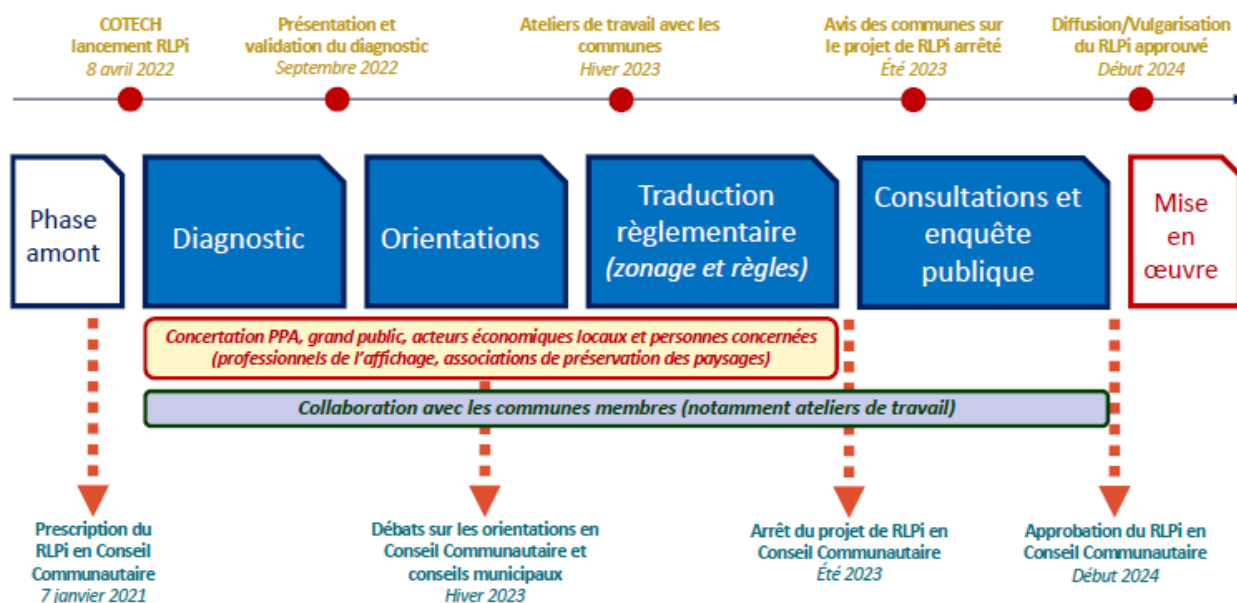 COTECH
lancement RLPi
8 avril 2022
Présentation et
validation du diagnostic
Septembre 2022
Ateliers de travail avec les
communes
Hiver 2023
Avis des communes sur
le projet de RLPi arrêté
Été 2023
Diffusion/Vulgarisation
du RLPi approuvé
Début 2024
Phase
amont
Diagnostic
Orientations
Traduction
règlementaire
(zonage et règles)
Consultations et
enquête
publique
Mise
en
œuvre
Concertation PPA, grand public, acteurs économiques locaux et personnes concernées
(professionnels de l'affichage, associations de préservation des paysages)
Collaboration avec les communes membres (notamment ateliers de travail)
Prescription du
RLPi en Conseil
Communautaire
7 janvier 2021
Débats sur les orientations en
Conseil Communautaire et
conseils municipaux
Hiver 2023
Arrêt du projet de RLPi en
Conseil Communautaire
Été 2023
Approbation du RLPi en
Conseil Communautaire
Début 2024